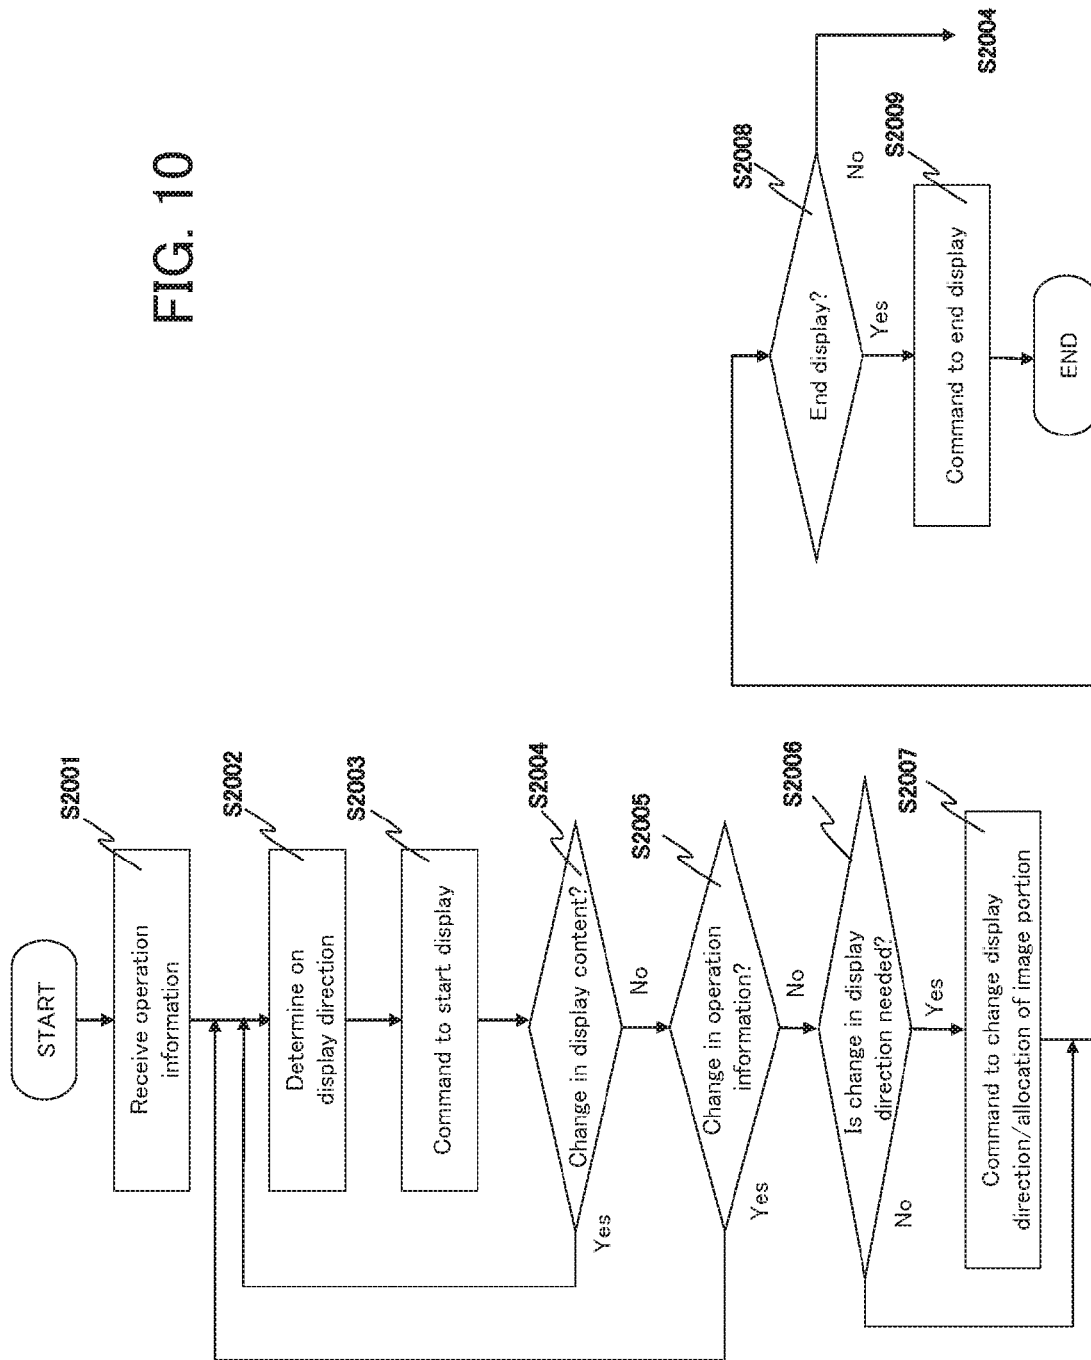 FIG. 10
START
S2001
Receive operation
information
S2002
Determine on
display direction
S2003
Command to start display
S2004
Change in display content?
Yes
No
S2005
Change in operation
information?
Yes
No
S2006
Is change in display
direction needed?
No
Yes
S2007
Command to change display
direction/allocation of image portion
S2008
End display?
No
S2004
Yes
S2009
Command to end display
END